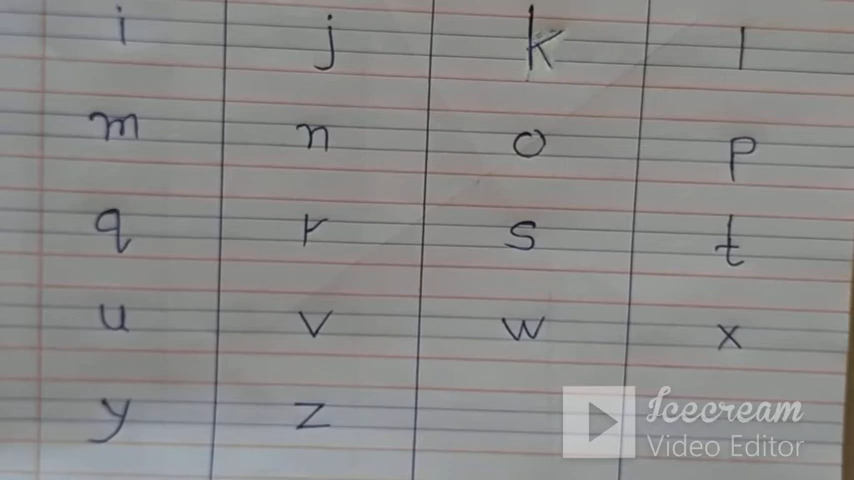 i j k l
m n o p
q r s t
u v w x
y z
Icecream
Video Editor